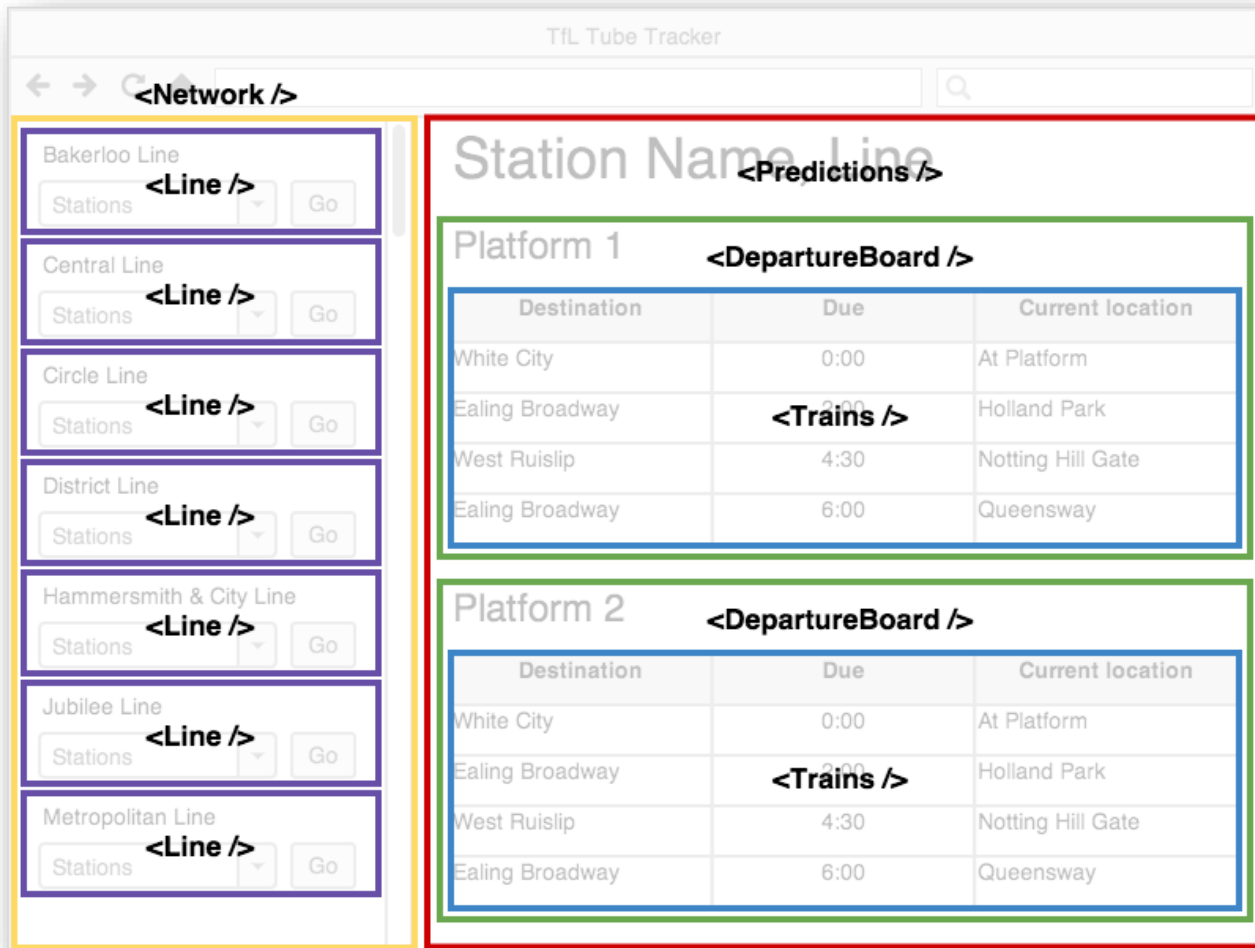 TfL Tube Tracker
<Network />
Bakerloo Line
<Line />
Stations
Go
Central Line
<Line />
Stations
Go
Circle Line
<Line />
Stations
Go
District Line
<Line />
Stations
Go
Hammersmith & City Line
<Line />
Stations
Go
Jubilee Line
<Line />
Stations
Go
Metropolitan Line
<Line />
Stations
Go
Station Name, Line
<Predictions />
Platform 1
<DepartureBoard />
Destination Due Current location
White City 0:00 At Platform
Ealing Broadway Holland Park
<Trains />
West Ruislip 4:30 Notting Hill Gate
Ealing Broadway 6:00 Queensway
Platform 2
<DepartureBoard />
Destination Due Current location
White City 0:00 At Platform
Ealing Broadway Holland Park
<Trains />
West Ruislip 4:30 Notting Hill Gate
Ealing Broadway 6:00 Queensway